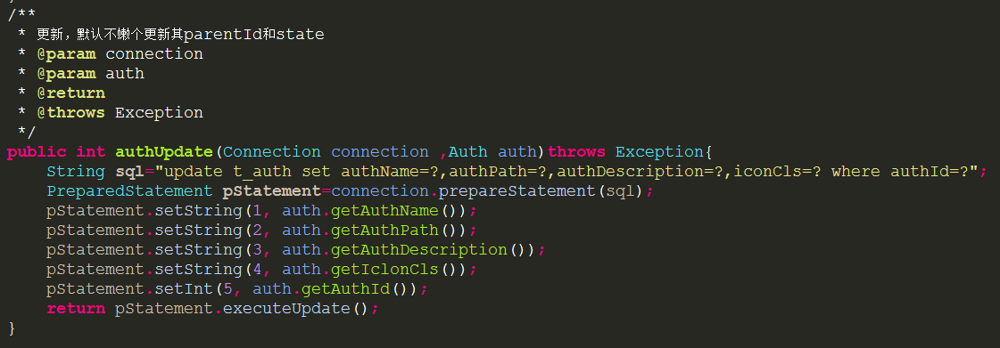 /**
 * 更新，默认不嫩个更新其parentId和state
 * @param connection
 * @param auth
 * @return
 * @throws Exception
 */
public int authUpdate(Connection connection ,Auth auth)throws Exception{
    String sql="update t_auth set authName=?,authPath=?,authDescription=?,iconCls=? where authId=?";
    PreparedStatement pStatement=connection.prepareStatement(sql);
    pStatement.setString(1, auth.getAuthName());
    pStatement.setString(2, auth.getAuthPath());
    pStatement.setString(3, auth.getAuthDescription());
    pStatement.setString(4, auth.getIclonCls());
    pStatement.setInt(5, auth.getAuthId());
    return pStatement.executeUpdate();
}